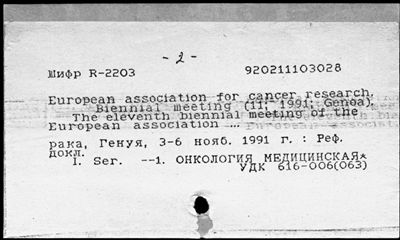 - 2 -
Шифр R-2203 920211103028
European association for cancer research.
Biennial meeting (11; 1991; Genoa).
The eleventh biennial meeting of the
European association ...
рака, Генуя, 3-6 нояб. 1991 г. : Реф.
докл.
I. Ser. --1. ОНКОЛОГИЯ МЕДИЦИНСКАЯ*
УДК 616-006(063)